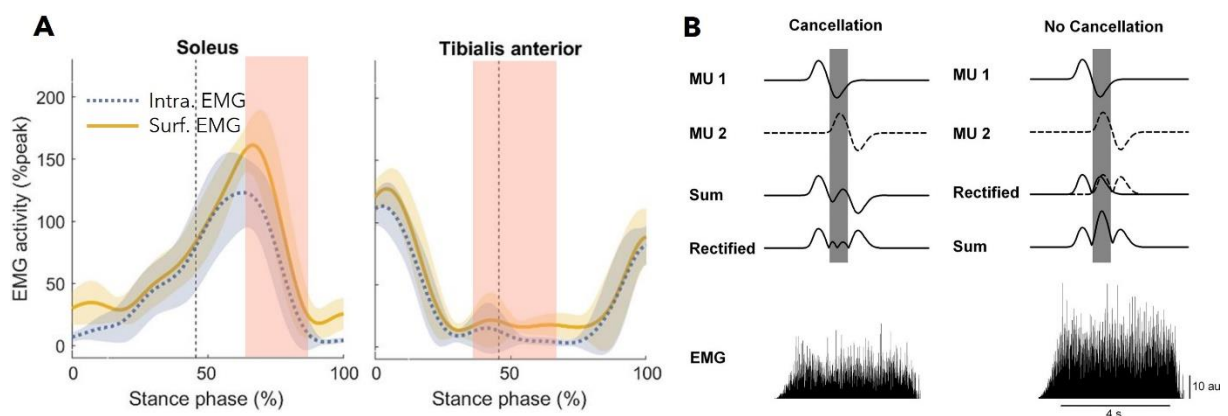 A
Soleus
Tibialis anterior
Intra. EMG
Surf. EMG
EMG activity (%peak)
200
150
100
50
0
0
50
100
Stance phase (%)
0
50
100
Stance phase (%)
B
Cancellation
No Cancellation
MU 1
MU 2
Sum
Rectified
EMG
MU 1
MU 2
Rectified
Sum
10 au
4 s